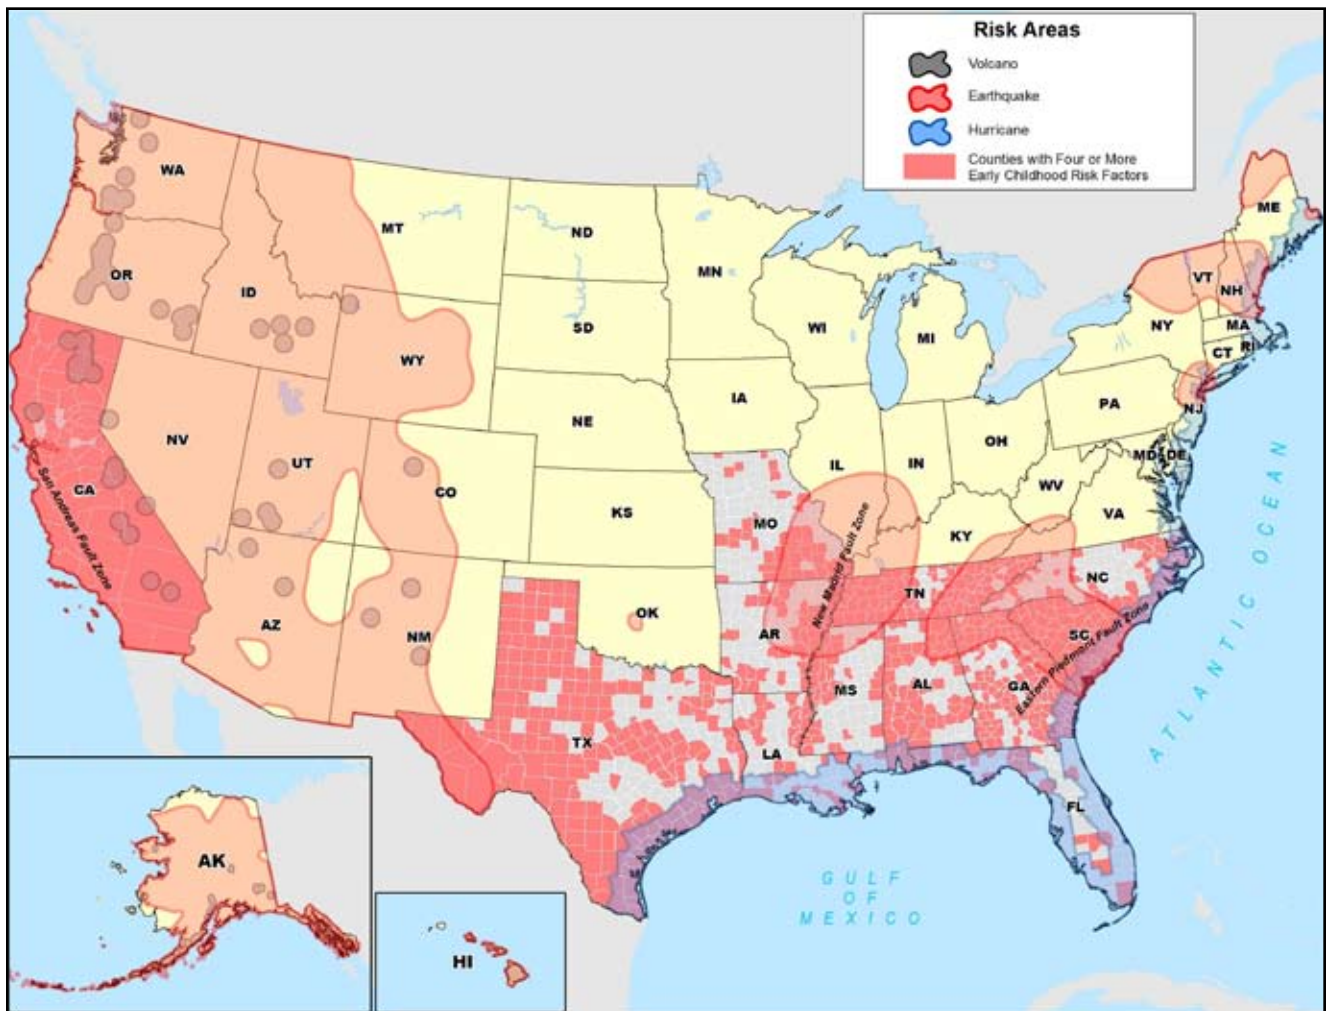 Risk Areas
Volcano
Earthquake
Hurricane
Counties with Four or More
Early Childhood Risk Factors
WA
MT
ND
MN
ME
OR
ID
SD
WI
MI
VT
NH
NY
MA
CT
RI
WY
NE
IA
PA
NJ
NV
UT
CO
KS
IL
IN
OH
MD
DE
WV
VA
CA
San Andreas Fault Zone
MO
KY
New Madrid Fault Zone
AZ
NM
OK
AR
TN
NC
SC
Eastern Piedmont Fault Zone
TX
LA
MS
AL
GA
FL
ATLANTIC OCEAN
GULF
OF
MEXICO
AK
HI